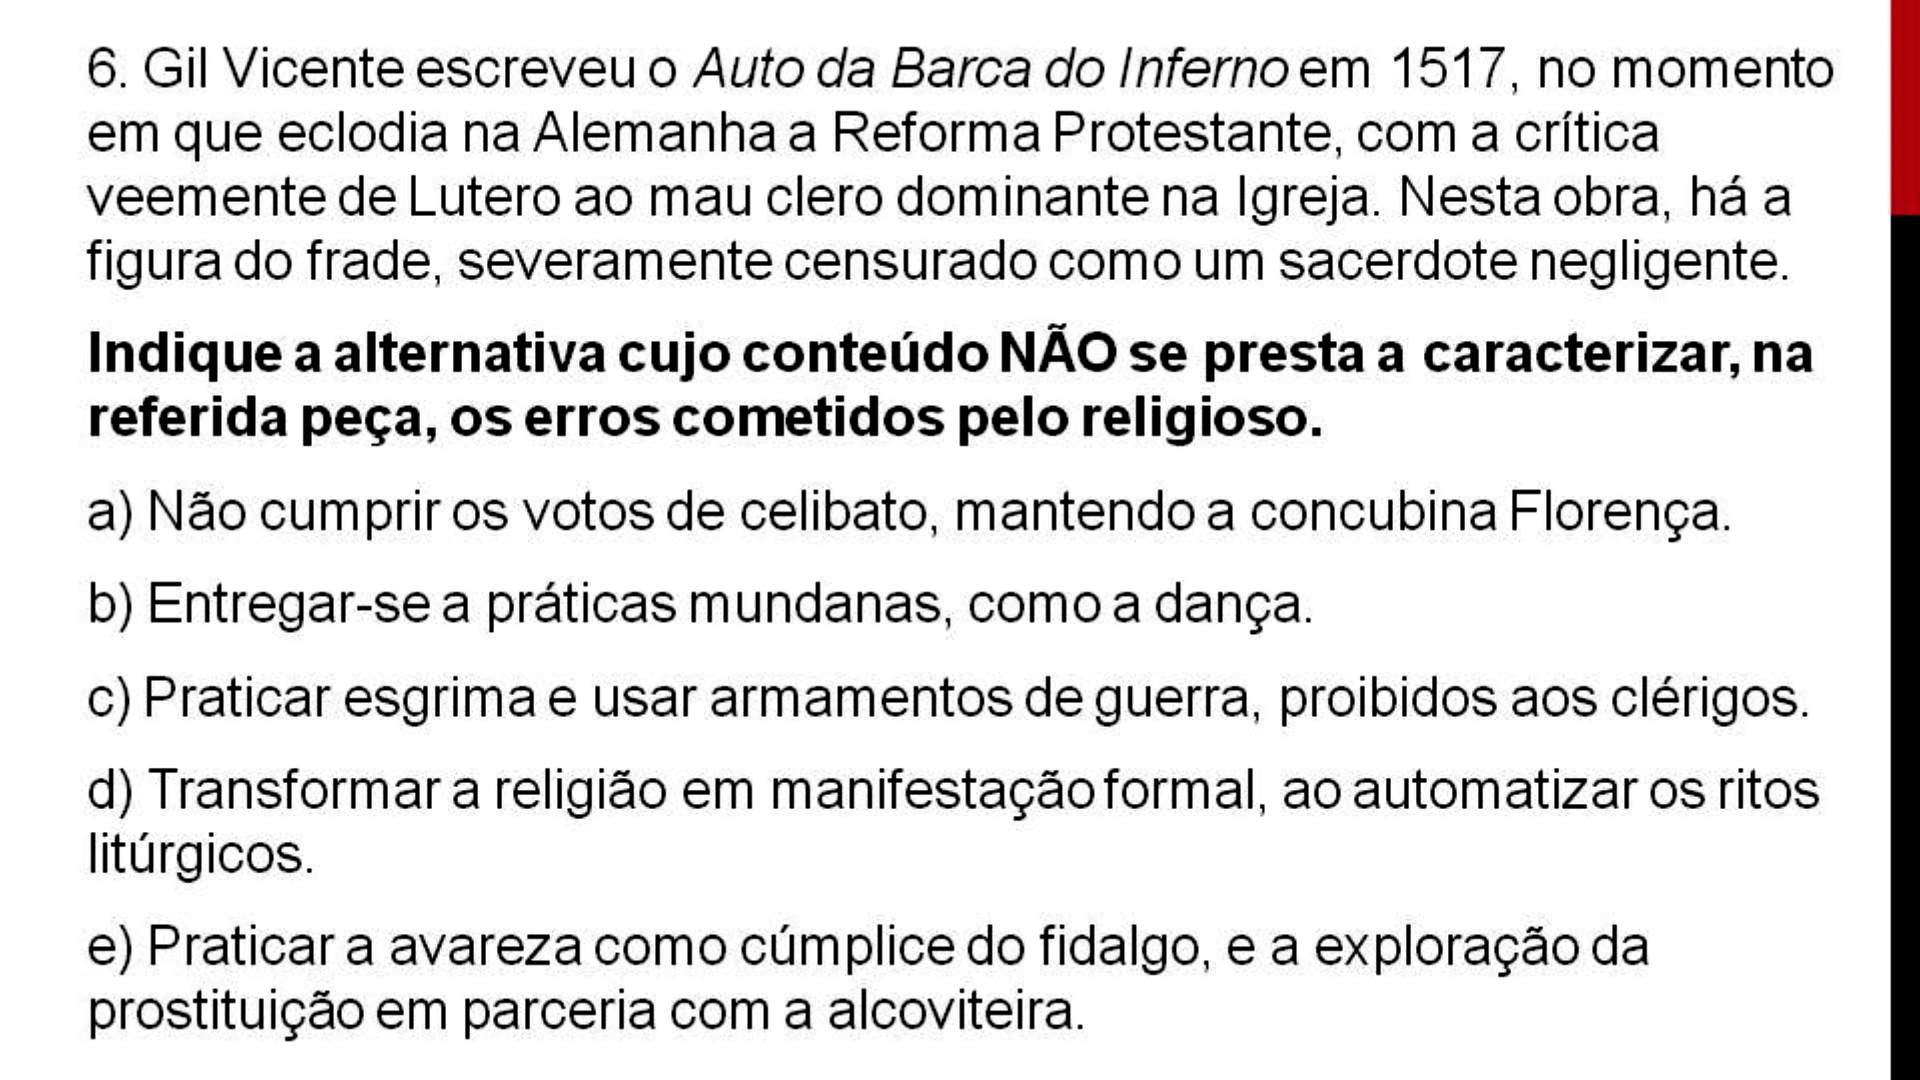 6. Gil Vicente escreveu o Auto da Barca do Inferno em 1517, no momento
em que eclodia na Alemanha a Reforma Protestante, com a crítica
veemente de Lutero ao mau clero dominante na Igreja. Nesta obra, há a
figura do frade, severamente censurado como um sacerdote negligente.
Indique a alternativa cujo conteúdo NÃO se presta a caracterizar, na
referida peça, os erros cometidos pelo religioso.
a) Não cumprir os votos de celibato, mantendo a concubina Florença.
b) Entregar-se a práticas mundanas, como a dança.
c) Praticar esgrima e usar armamentos de guerra, proibidos aos clérigos.
d) Transformar a religião em manifestação formal, ao automatizar os ritos
litúrgicos.
e) Praticar a avareza como cúmplice do fidalgo, e a exploração da
prostituição em parceria com a alcoviteira.